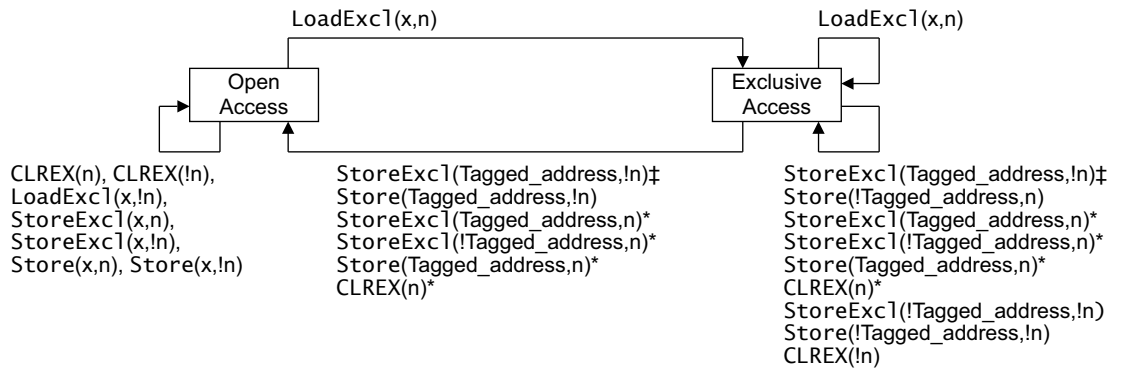 LoadExcl(x,n)
LoadExcl(x,n)
Open
Access
Exclusive
Access
CLREX(n), CLREX(!n),
LoadExcl(x,!n),
StoreExcl(x,n),
StoreExcl(x,!n),
Store(x,n), Store(x,!n)
StoreExcl(Tagged_address,!n)‡
Store(Tagged_address,!n)
StoreExcl(Tagged_address,n)*
StoreExcl(!Tagged_address,n)*
Store(Tagged_address,n)*
CLREX(n)*
StoreExcl(Tagged_address,!n)‡
Store(!Tagged_address,n)
StoreExcl(Tagged_address,n)*
StoreExcl(!Tagged_address,n)*
Store(Tagged_address,n)*
CLREX(n)*
StoreExcl(!Tagged_address,!n)
Store(!Tagged_address,!n)
CLREX(!n)